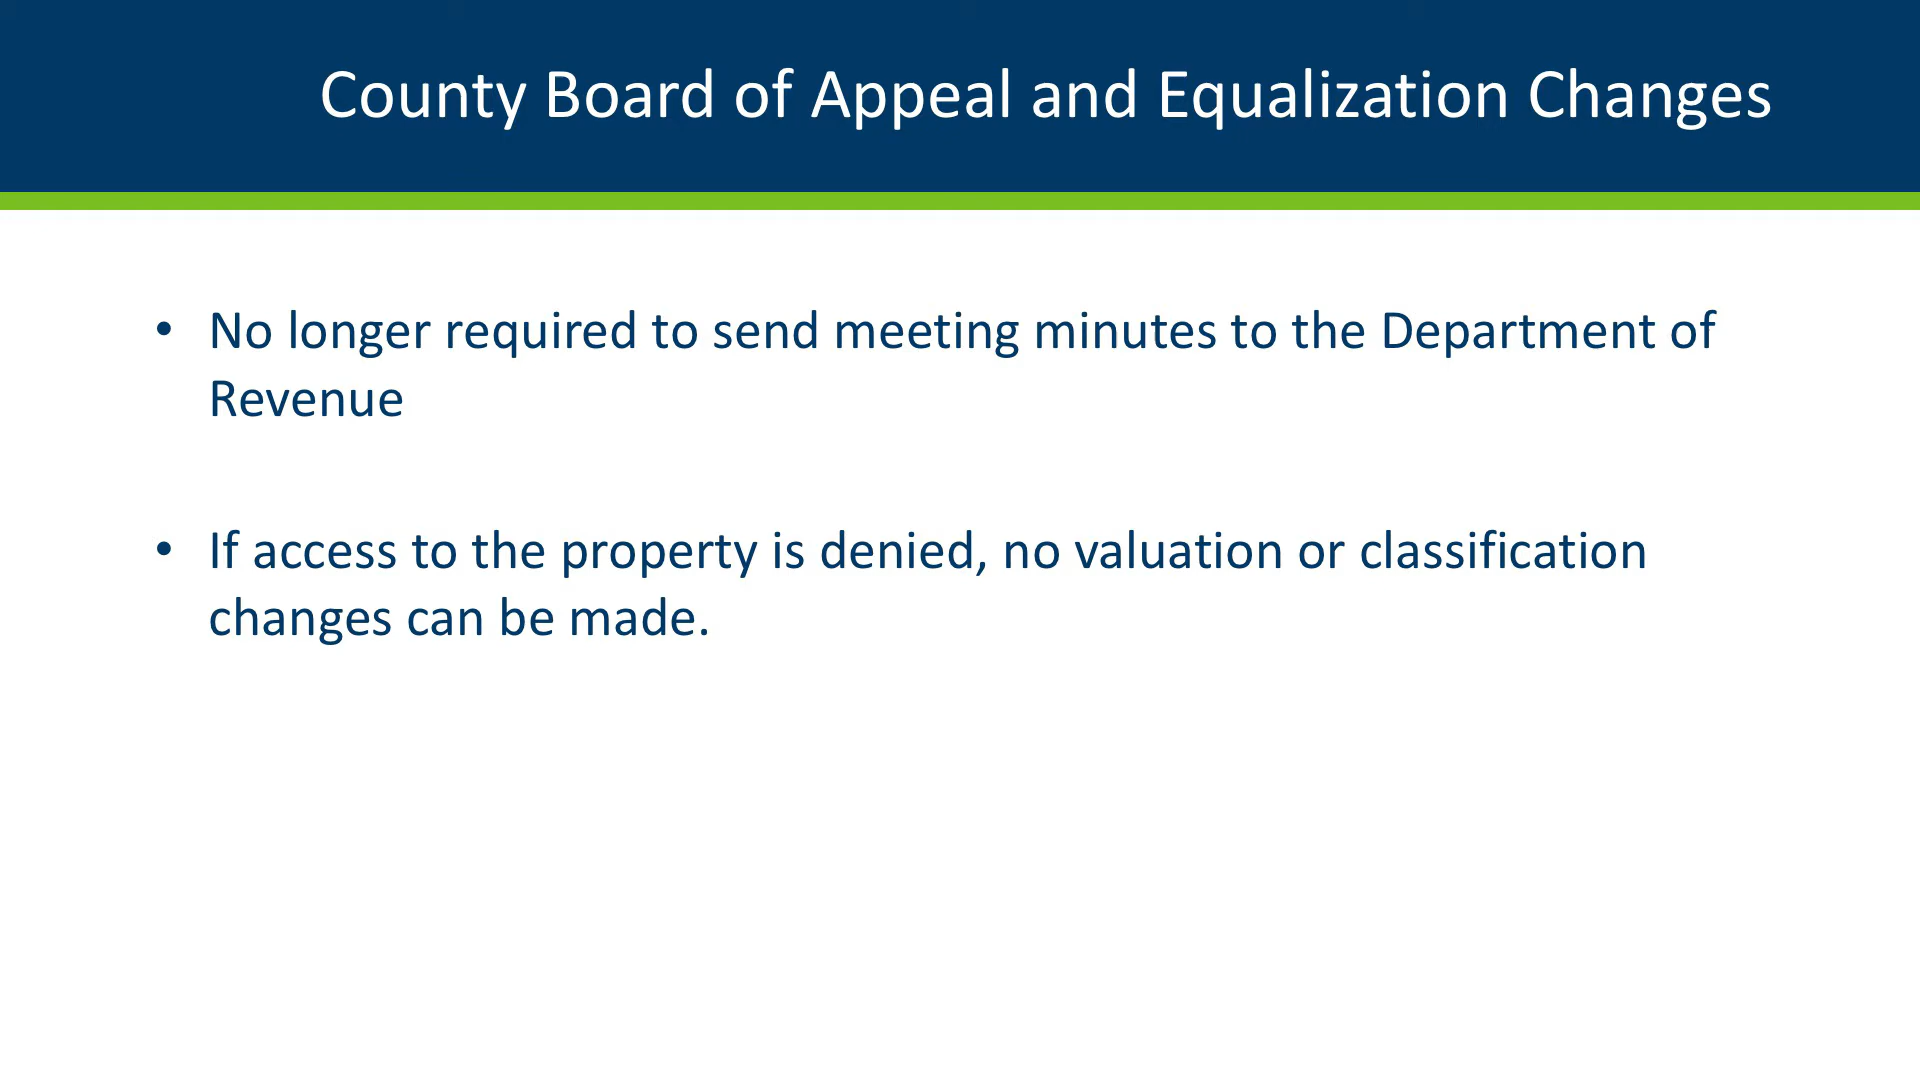 County Board of Appeal and Equalization Changes
• No longer required to send meeting minutes to the Department of
Revenue
• If access to the property is denied, no valuation or classification
changes can be made.